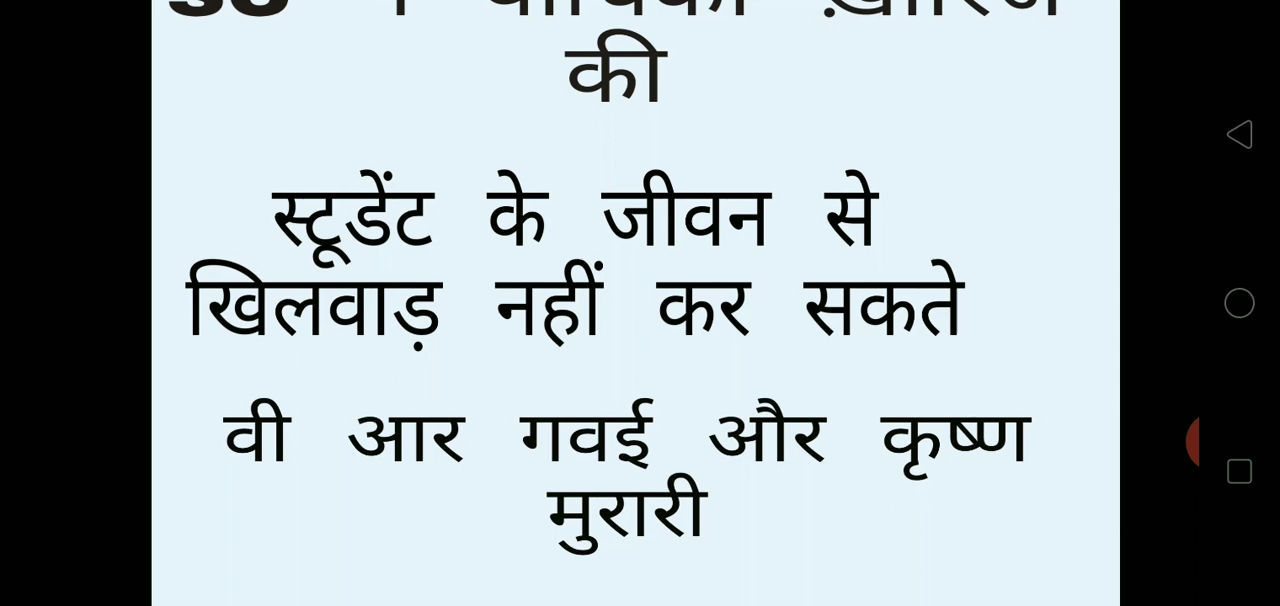 की
स्टूडेंट के जीवन से
खिलवाड़ नहीं कर सकते
वी आर गवई और कृष्ण
मुरारी